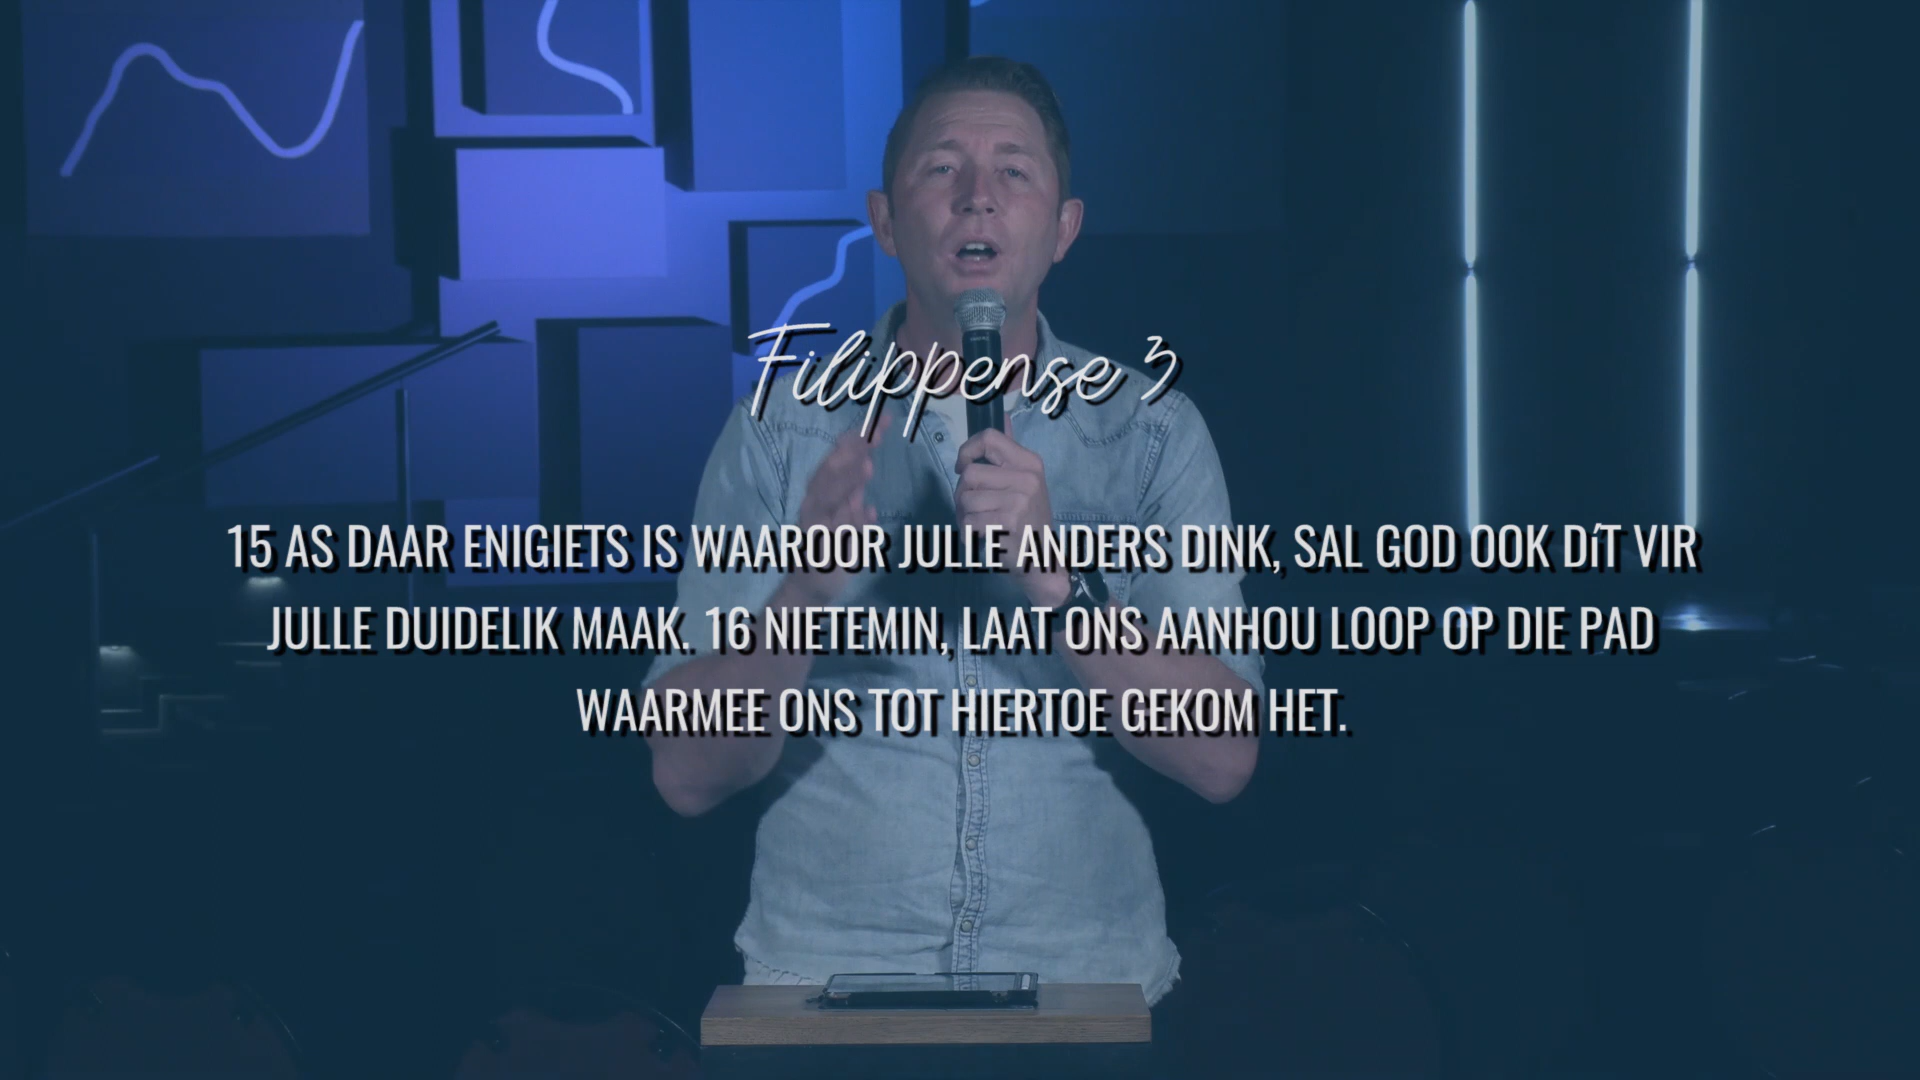 Filippense 3
15 AS DAAR ENIGIETS IS WAAROOR JULLE ANDERS DINK, SAL GOD OOK DíT VIR
JULLE DUIDELIK MAAK. 16 NIETEMIN, LAAT ONS AANHOU LOOP OP DIE PAD
WAARMEE ONS TOT HIERTOE GEKOM HET.